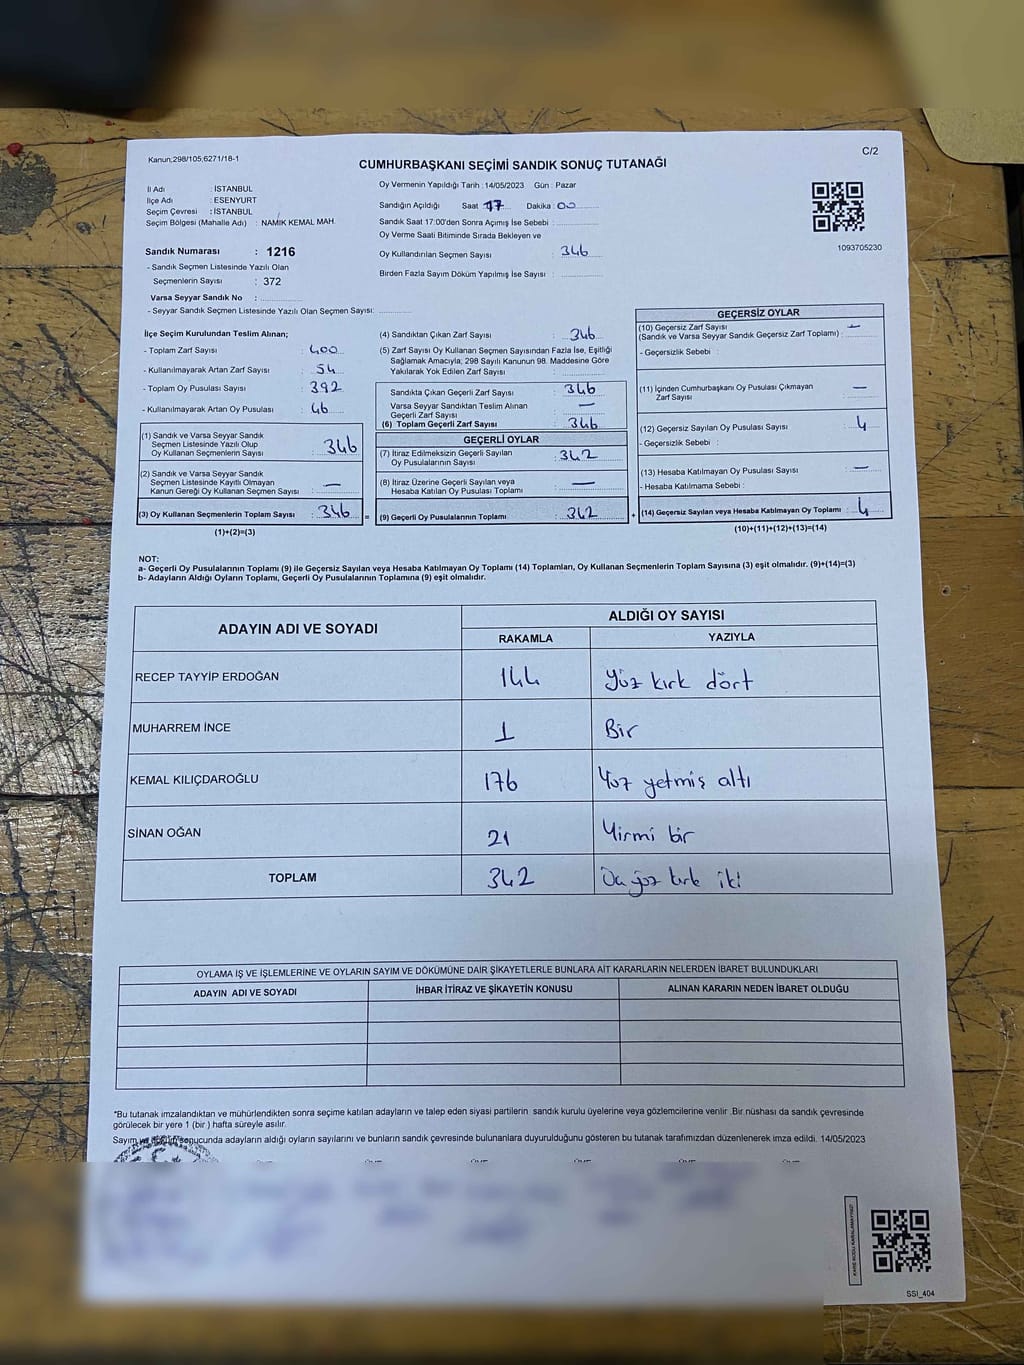 Kanun;298/105;6271/18-1
C/2
CUMHURBAŞKANI SEÇİMİ SANDIK SONUÇ TUTANAĞI
İl Adı : İSTANBUL
İlçe Adı : ESENYURT
Seçim Çevresi : İSTANBUL
Seçim Bölgesi (Mahalle Adı) : NAMIK KEMAL MAH.
Sandık Numarası : 1216
- Sandık Seçmen Listesinde Yazılı Olan
Seçmenlerin Sayısı : 372
Varsa Seyyar Sandık No :
- Seyyar Sandık Seçmen Listesinde Yazılı Olan Seçmen Sayısı:
Oy Vermenin Yapıldığı Tarih : 14/05/2023 Gün : Pazar
Sandığın Açıldığı Saat 17 Dakika : 00
Sandık Saat 17:00'den Sonra Açımış İse Sebebi :
Oy Verme Saati Bitiminde Sırada Bekleyen ve
Oy Kullandırılan Seçmen Sayısı : 346
Birden Fazla Sayım Döküm Yapılmış İse Sayısı :
1093705230
İlçe Seçim Kurulundan Teslim Alınan;
- Toplam Zarf Sayısı : 400
- Kullanılmayarak Artan Zarf Sayısı : 54
- Toplam Oy Pusulası Sayısı : 392
- Kullanılmayarak Artan Oy Pusulası : 46
(1) Sandık ve Varsa Seyyar Sandık
Seçmen Listesinde Yazılı Olup
Oy Kullanan Seçmenlerin Sayısı : 346
(2) Sandık ve Varsa Seyyar Sandık
Seçmen Listesinde Kayıtlı Olmayan
Kanun Gereği Oy Kullanan Seçmen Sayısı : —
(3) Oy Kullanan Seçmenlerin Toplam Sayısı : 346 =
(1)+(2)=(3)
(4) Sandıktan Çıkan Zarf Sayısı : 346
(5) Zarf Sayısı Oy Kullanan Seçmen Sayısından Fazla İse, Eşitliği
Sağlamak Amacıyla; 298 Sayılı Kanunun 98. Maddesine Göre
Yakılarak Yok Edilen Zarf Sayısı :
Sandıkta Çıkan Geçerli Zarf Sayısı : 346
Varsa Seyyar Sandıktan Teslim Alınan
Geçerli Zarf Sayısı : —
(6) Toplam Geçerli Zarf Sayısı : 346
GEÇERLİ OYLAR
(7) İtiraz Edilmeksizin Geçerli Sayılan
Oy Pusulalarının Sayısı : 342
(8) İtiraz Üzerine Geçerli Sayılan veya
Hesaba Katılan Oy Pusulası Toplamı : —
(9) Geçerli Oy Pusulalarının Toplamı : 342 +
GEÇERSİZ OYLAR
(10) Geçersiz Zarf Sayısı —
(Sandık ve Varsa Seyyar Sandık Geçersiz Zarf Toplamı) :
- Geçersizlik Sebebi :
(11) İçinden Cumhurbaşkanı Oy Pusulası Çıkmayan
Zarf Sayısı : —
(12) Geçersiz Sayılan Oy Pusulası Sayısı : 4
- Geçersizlik Sebebi :
(13) Hesaba Katılmayan Oy Pusulası Sayısı : —
- Hesaba Katılmama Sebebi :
(14) Geçersiz Sayılan veya Hesaba Katılmayan Oy Toplamı : 4
(10)+(11)+(12)+(13)=(14)
NOT:
a- Geçerli Oy Pusulalarının Toplamı (9) ile Geçersiz Sayılan veya Hesaba Katılmayan Oy Toplamı (14) Toplamları, Oy Kullanan Seçmenlerin Toplam Sayısına (3) eşit olmalıdır. (9)+(14)=(3)
b- Adayların Aldığı Oyların Toplamı, Geçerli Oy Pusulalarının Toplamına (9) eşit olmalıdır.
ADAYIN ADI VE SOYADI ALDIĞI OY SAYISI
RAKAMLA YAZIYLA
RECEP TAYYİP ERDOĞAN 144 Yüz kırk dört
MUHARREM İNCE 1 Bir
KEMAL KILIÇDAROĞLU 176 Yüz yetmiş altı
SİNAN OĞAN 21 Yirmi bir
TOPLAM 342 Üç yüz kırk iki
OYLAMA İŞ VE İŞLEMLERİNE VE OYLARIN SAYIM VE DÖKÜMÜNE DAİR ŞİKAYETLERLE BUNLARA AİT KARARLARIN NELERDEN İBARET BULUNDUKLARI
ADAYIN ADI VE SOYADI İHBAR İTİRAZ VE ŞİKAYETİN KONUSU ALINAN KARARIN NEDEN İBARET OLDUĞU
*Bu tutanak imzalandıktan ve mühürlendikten sonra seçime katılan adayların ve talep eden siyasi partilerin sandık kurulu üyelerine veya gözlemcilerine verilir .Bir nüshası da sandık çevresinde
görülecek bir yere 1 (bir ) hafta süreyle asılır.
Sayım ve döküm sonucunda adayların aldığı oyların sayılarını ve bunların sandık çevresinde bulunanlara duyurulduğunu gösteren bu tutanak tarafımızdan düzenlenerek imza edildi. 14/05/2023
KARE KODU KARALAMAYINIZ!
SSI_404